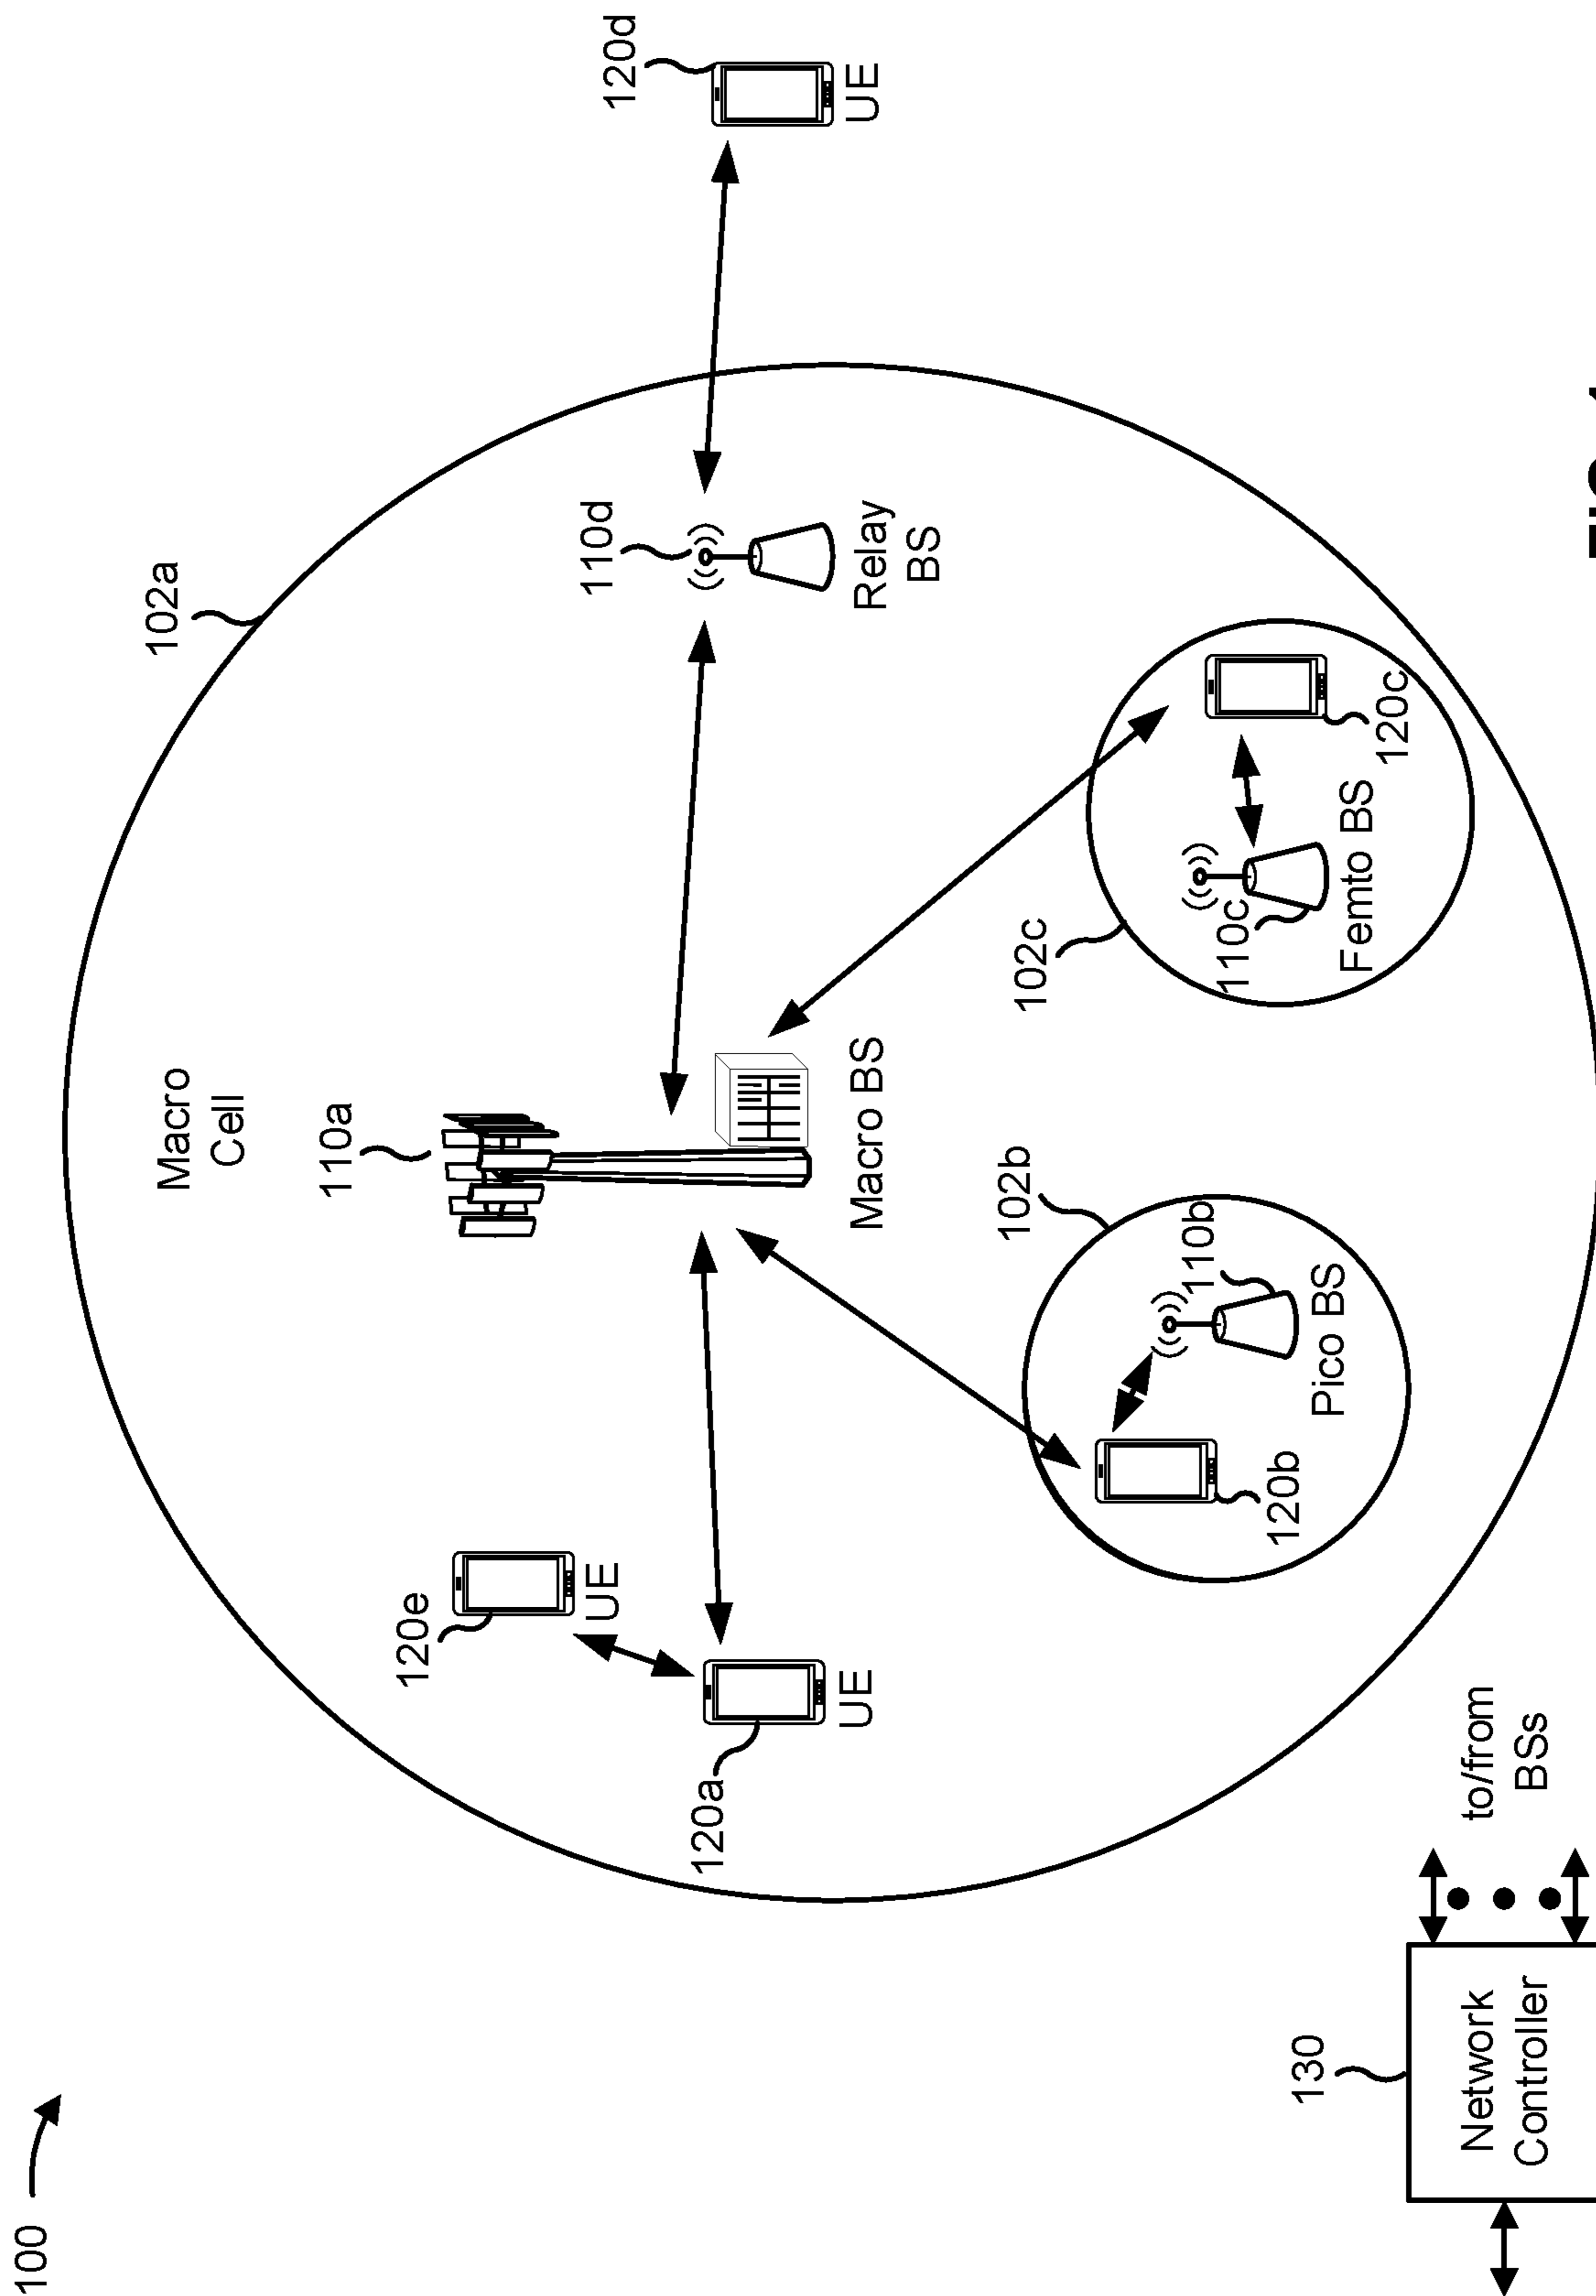 100
102a
Macro
Cell
110a
120d
UE
110d
Relay
BS
120e
UE
120a
UE
Macro BS
102b
110b
Pico BS
120b
102c
110c
Femto BS
120c
130
Network
Controller
to/from
BSs